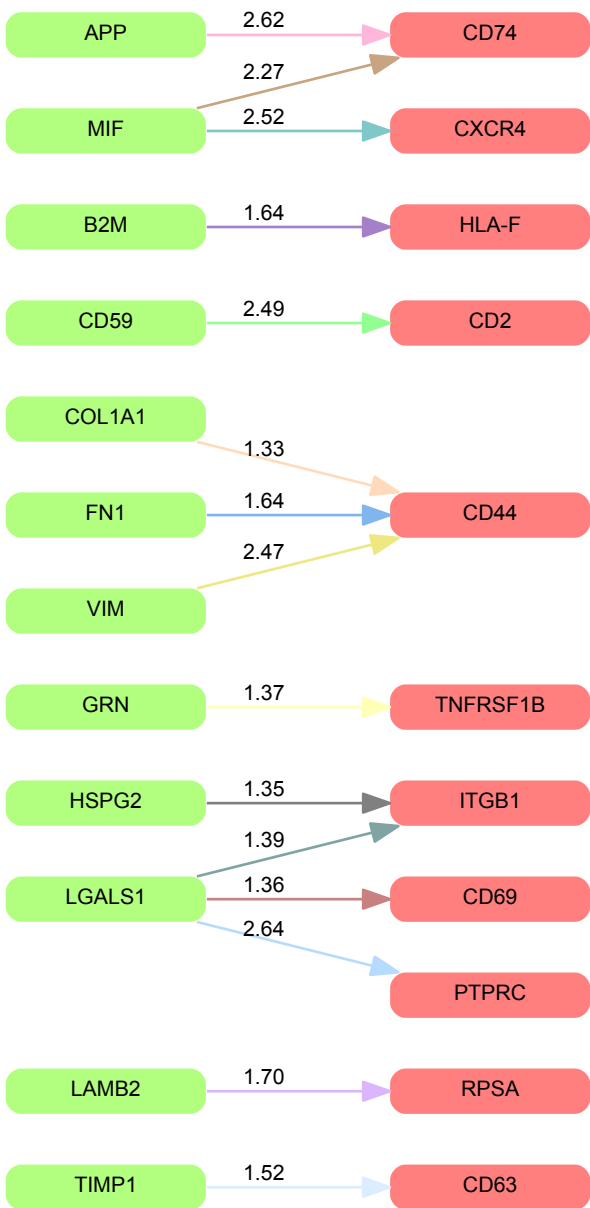 APP 2.62 CD74
2.27
MIF 2.52 CXCR4
B2M 1.64 HLA-F
CD59 2.49 CD2
COL1A1
1.33
FN1 1.64 CD44
2.47
VIM
GRN 1.37 TNFRSF1B
HSPG2 1.35 ITGB1
1.39
LGALS1 1.36 CD69
2.64
PTPRC
LAMB2 1.70 RPSA
TIMP1 1.52 CD63